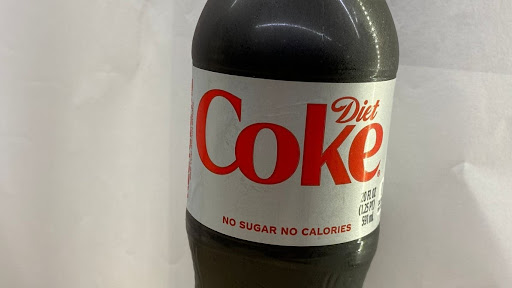 Diet
Coke
20 FL OZ
(1.25 PT)
591 mL
NO SUGAR NO CALORIES